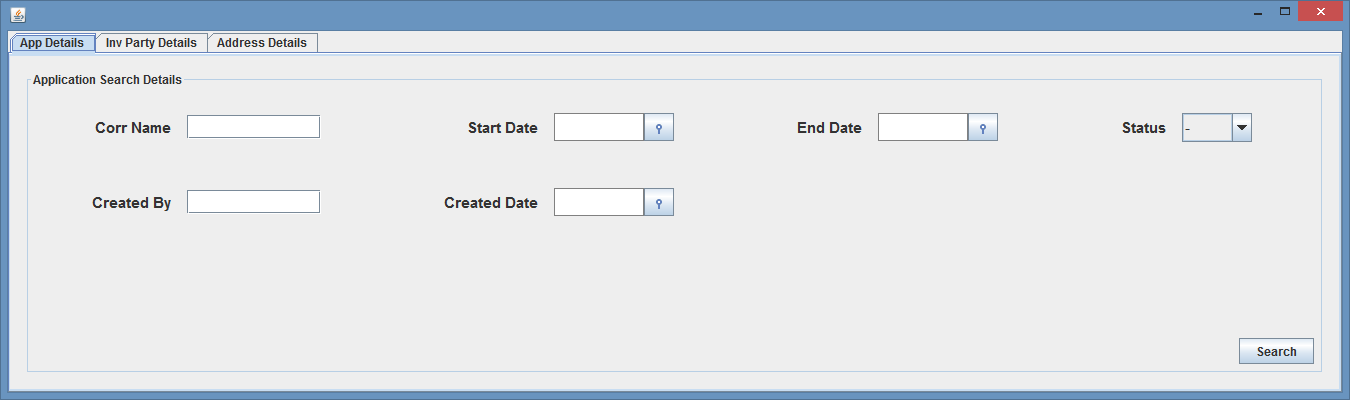 App Details Inv Party Details Address Details
Application Search Details
Corr Name Start Date End Date Status -
Created By Created Date
Search